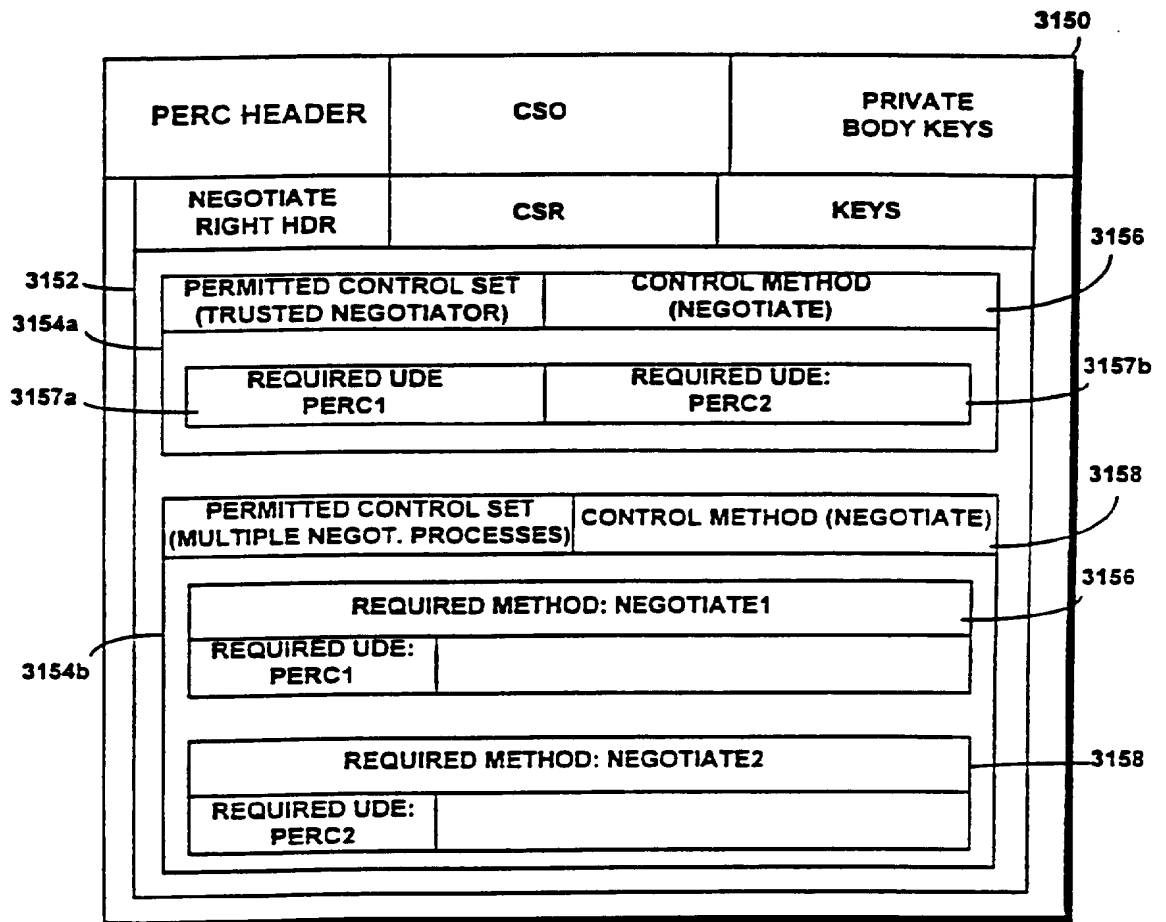 3150
PERC HEADER
CSO
PRIVATE
BODY KEYS
NEGOTIATE
RIGHT HDR
CSR
KEYS
3156
3152
PERMITTED CONTROL SET
(TRUSTED NEGOTIATOR)
CONTROL METHOD
(NEGOTIATE)
3154a
REQUIRED UDE
PERC1
REQUIRED UDE:
PERC2
3157b
3157a
3158
PERMITTED CONTROL SET
(MULTIPLE NEGOT. PROCESSES)
CONTROL METHOD (NEGOTIATE)
3156
REQUIRED METHOD: NEGOTIATE1
REQUIRED UDE:
PERC1
3154b
REQUIRED METHOD: NEGOTIATE2
3158
REQUIRED UDE:
PERC2